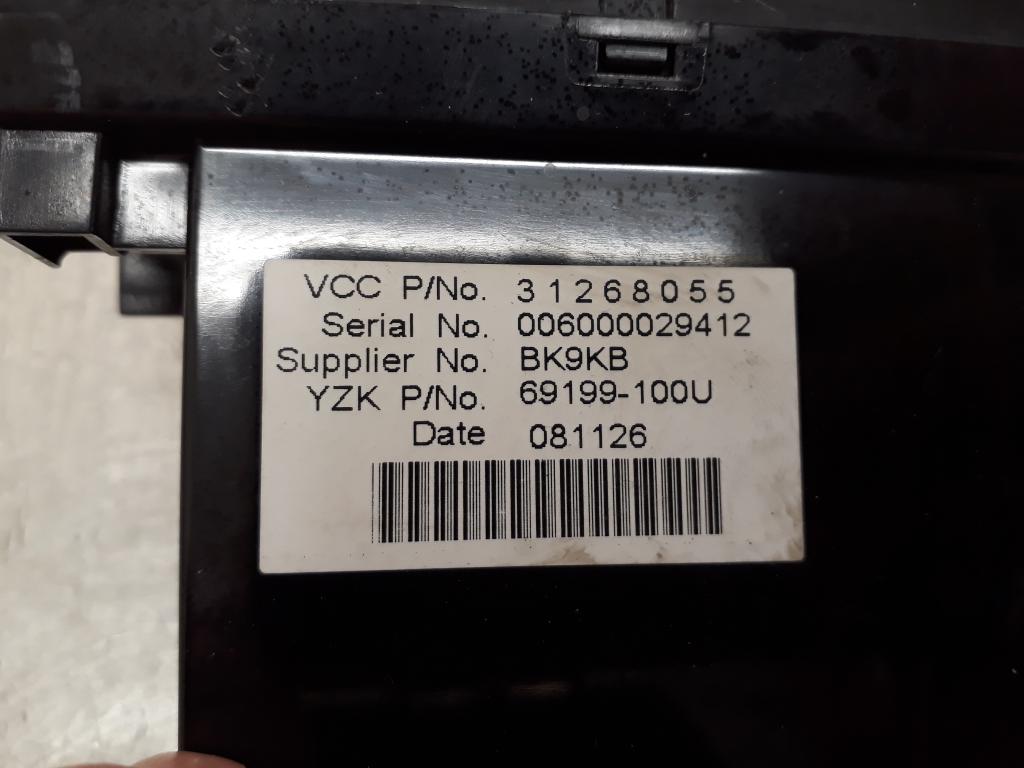 VCC P/No. 31268055
Serial No. 006000029412
Supplier No. BK9KB
YZK P/No. 69199-100U
Date 081126